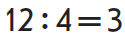 12 : 4 = 3